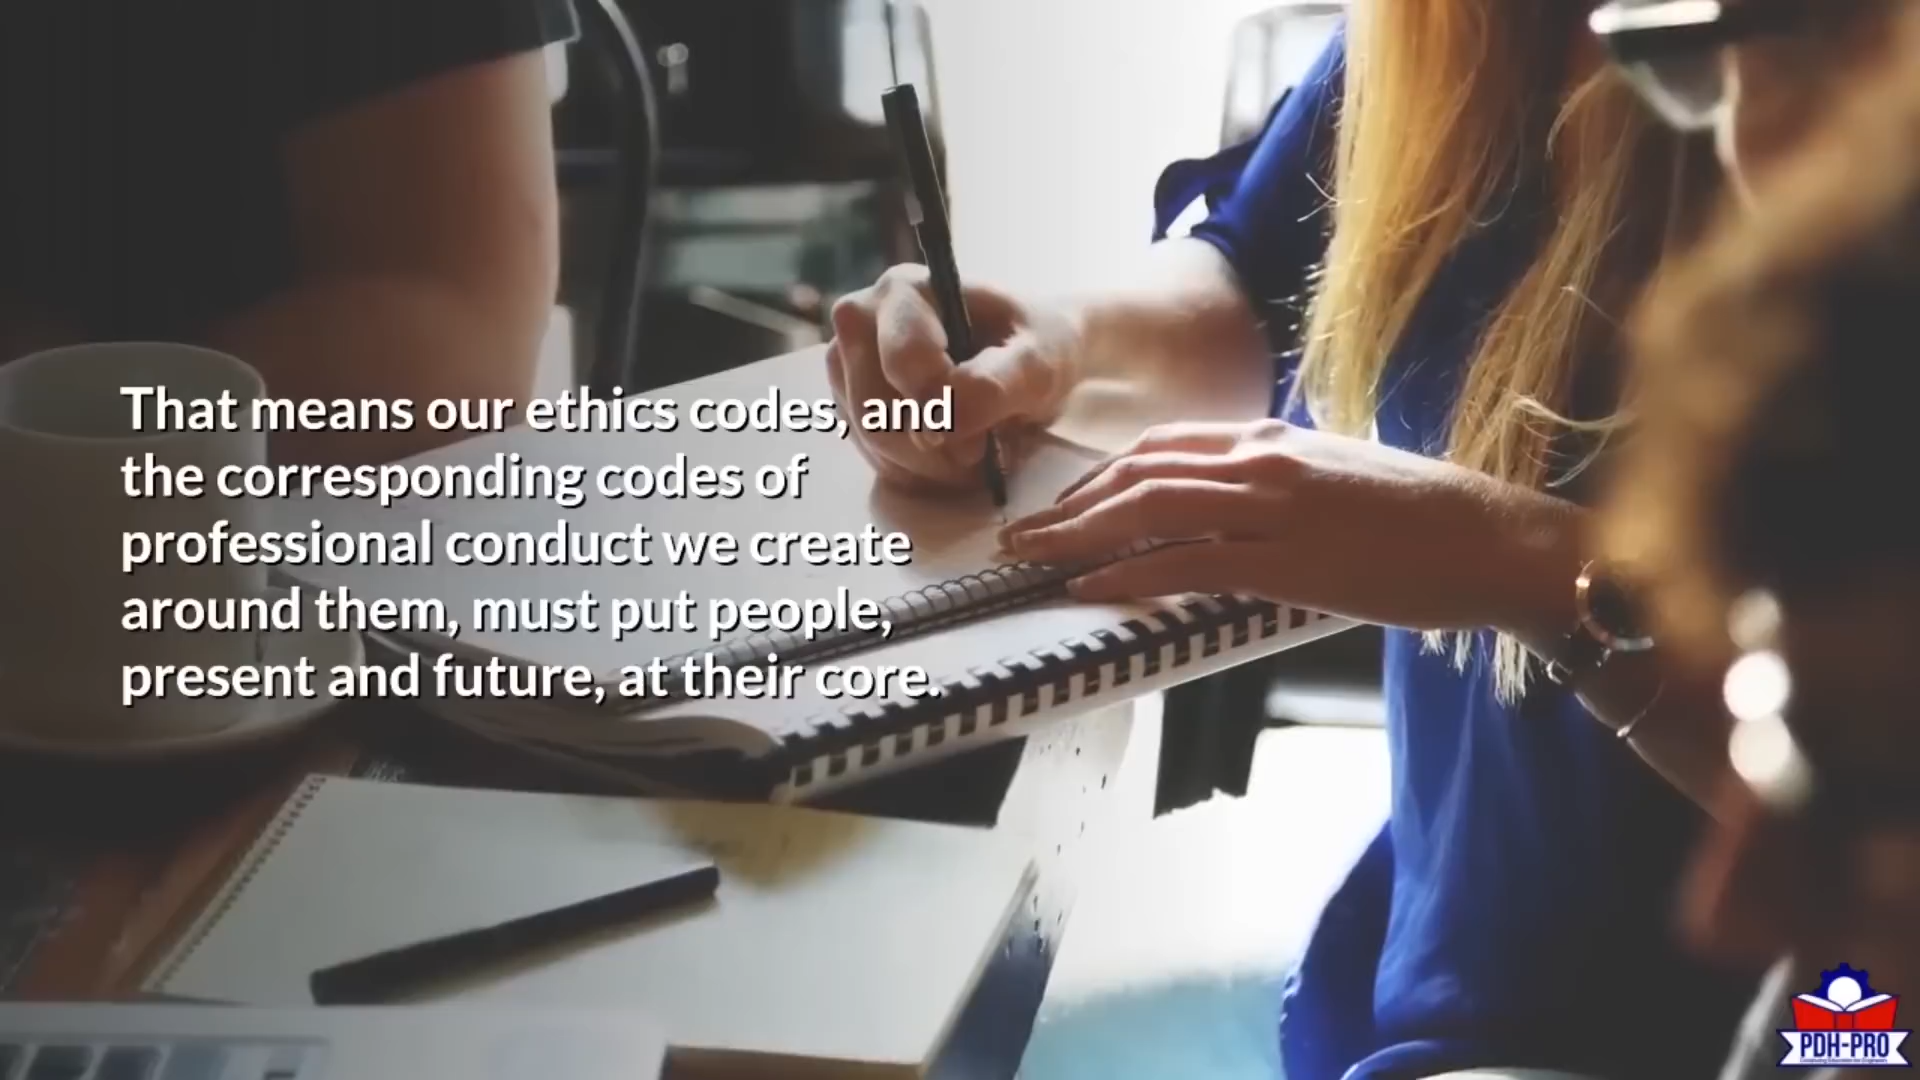 That means our ethics codes, and
the corresponding codes of
professional conduct we create
around them, must put people,
present and future, at their core.
PDH-PRO